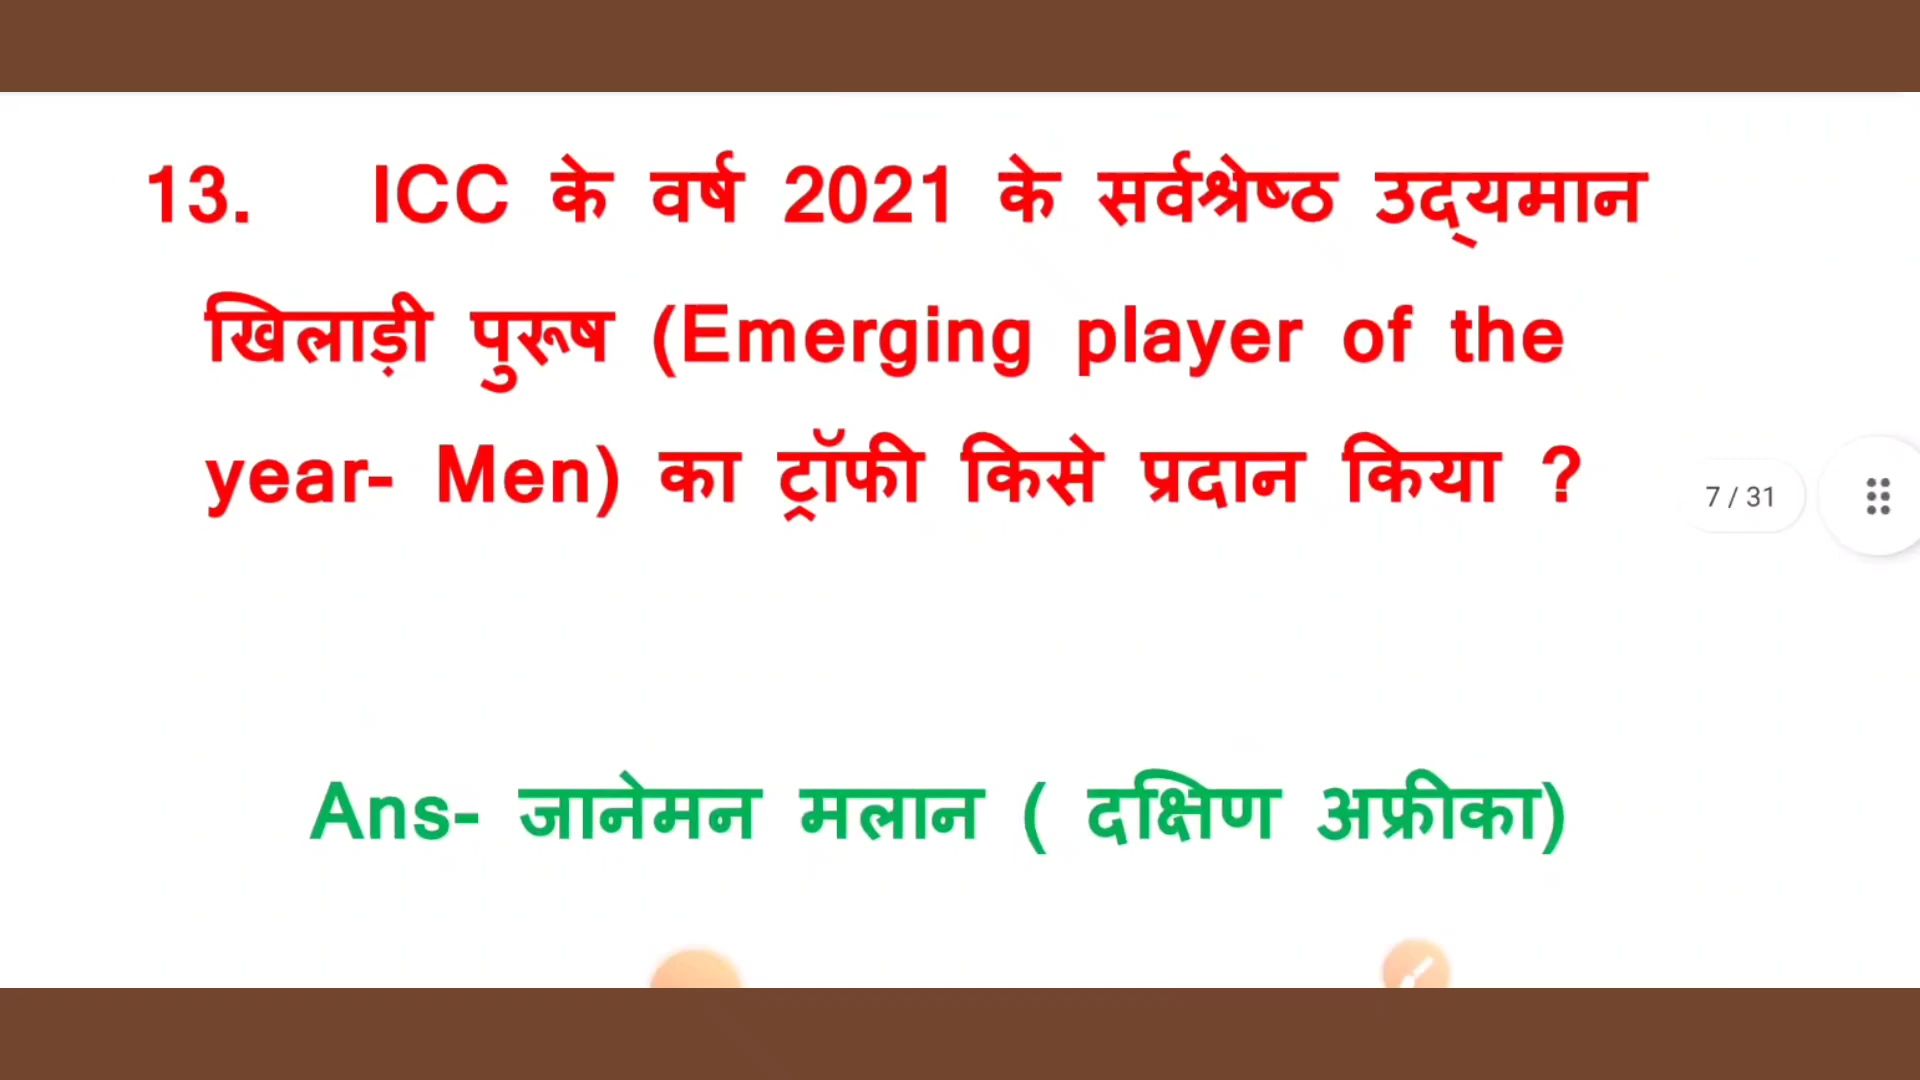 13. ICC के वर्ष 2021 के सर्वश्रेष्ठ उद्‌यमान
खिलाड़ी पुरूष (Emerging player of the
year- Men) का ट्रॉफी किसे प्रदान किया ?
7 / 31
Ans- जानेमन मलान ( दक्षिण अफ्रीका)